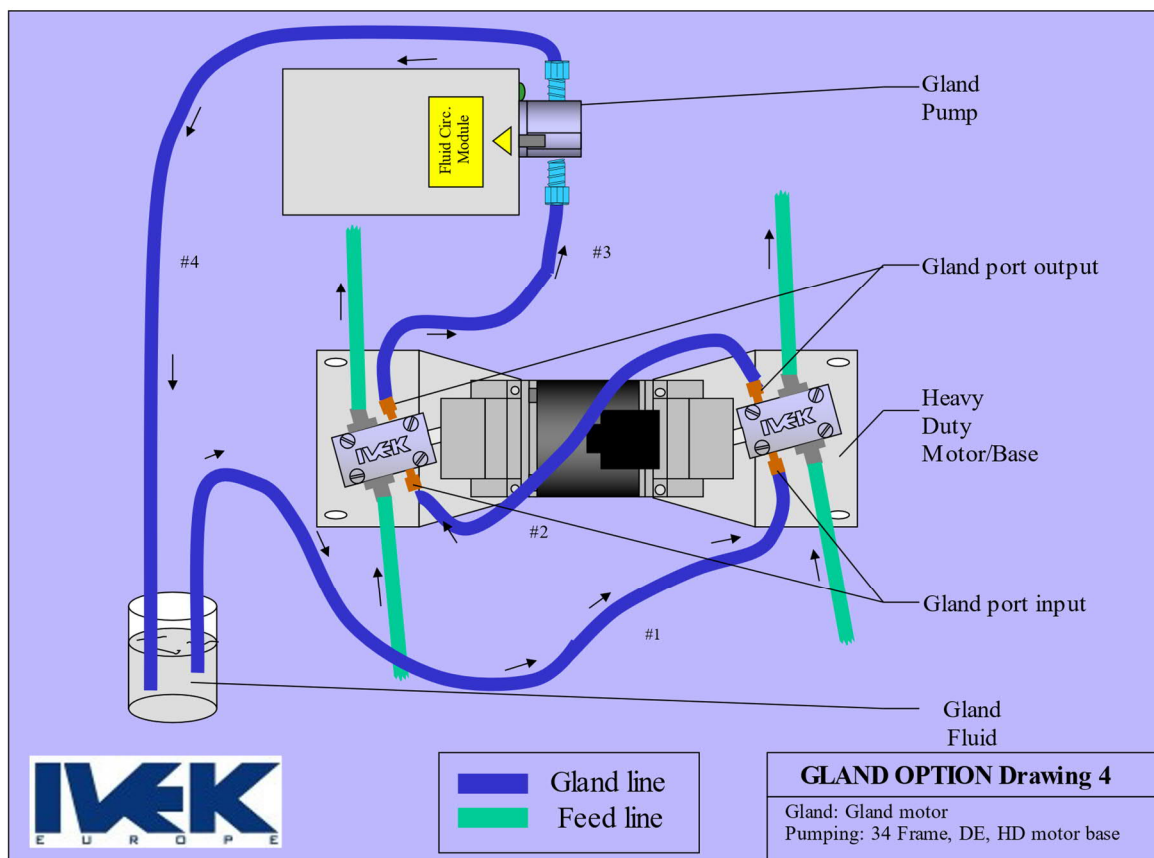 Gland
Pump
Fluid Circ.
Module
#4
#3
Gland port output
IVEK
IVEK
Heavy
Duty
Motor/Base
#2
Gland port input
#1
Gland
Fluid
IVEK
EUROPE
Gland line
Feed line
GLAND OPTION Drawing 4
Gland: Gland motor
Pumping: 34 Frame, DE, HD motor base